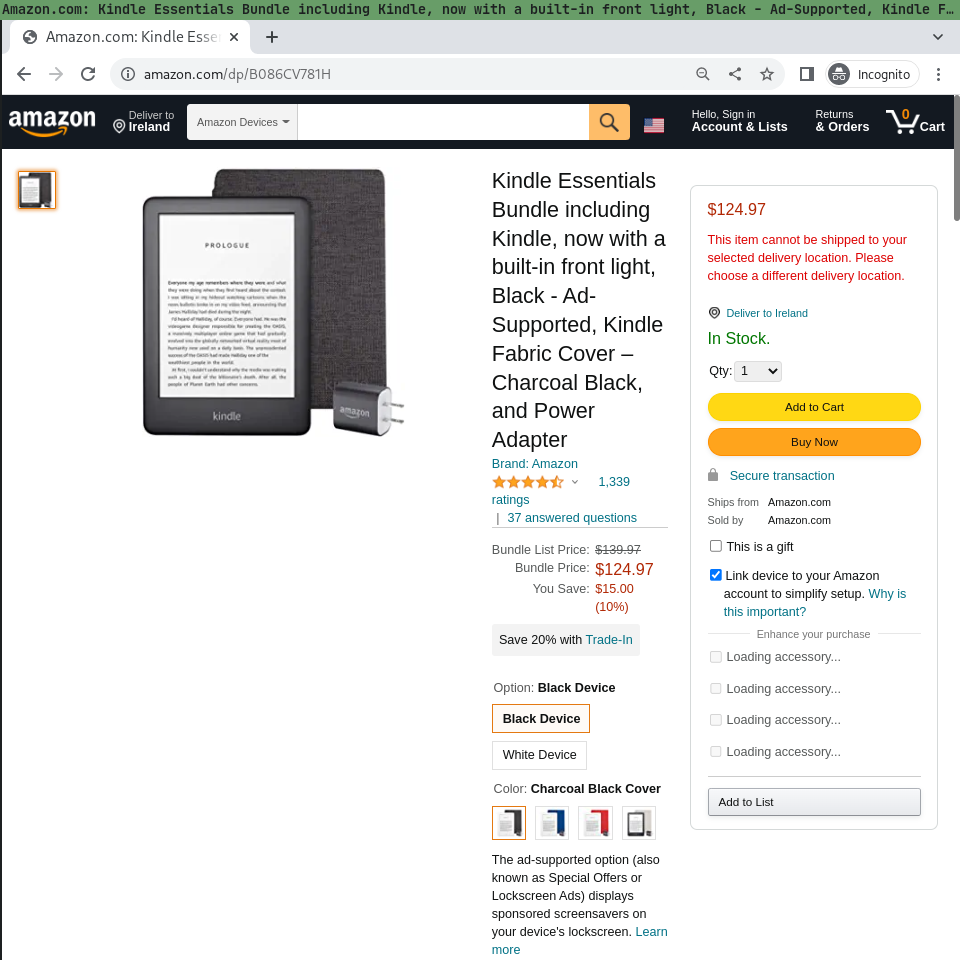 Amazon.com: Kindle Essentials Bundle including Kindle, now with a built-in front light, Black - Ad-Supported, Kindle F…
Amazon.com: Kindle Esse
amazon.com/dp/B086CV781H
Incognito
amazon
Deliver to
Ireland
Amazon Devices
Hello, Sign in
Account & Lists
Returns
& Orders
0
Cart
PROLOGUE
kindle
amazon
Kindle Essentials
Bundle including
Kindle, now with a
built-in front light,
Black - Ad-
Supported, Kindle
Fabric Cover –
Charcoal Black,
and Power
Adapter
Brand: Amazon
1,339
ratings
| 37 answered questions
Bundle List Price: $139.97
Bundle Price: $124.97
You Save: $15.00
(10%)
Save 20% with Trade-In
Option: Black Device
Black Device
White Device
Color: Charcoal Black Cover
The ad-supported option (also
known as Special Offers or
Lockscreen Ads) displays
sponsored screensavers on
your device's lockscreen. Learn
more
$124.97
This item cannot be shipped to your
selected delivery location. Please
choose a different delivery location.
Deliver to Ireland
In Stock.
Qty: 1
Add to Cart
Buy Now
Secure transaction
Ships from Amazon.com
Sold by Amazon.com
This is a gift
Link device to your Amazon
account to simplify setup. Why is
this important?
Enhance your purchase
Loading accessory...
Loading accessory...
Loading accessory...
Loading accessory...
Add to List